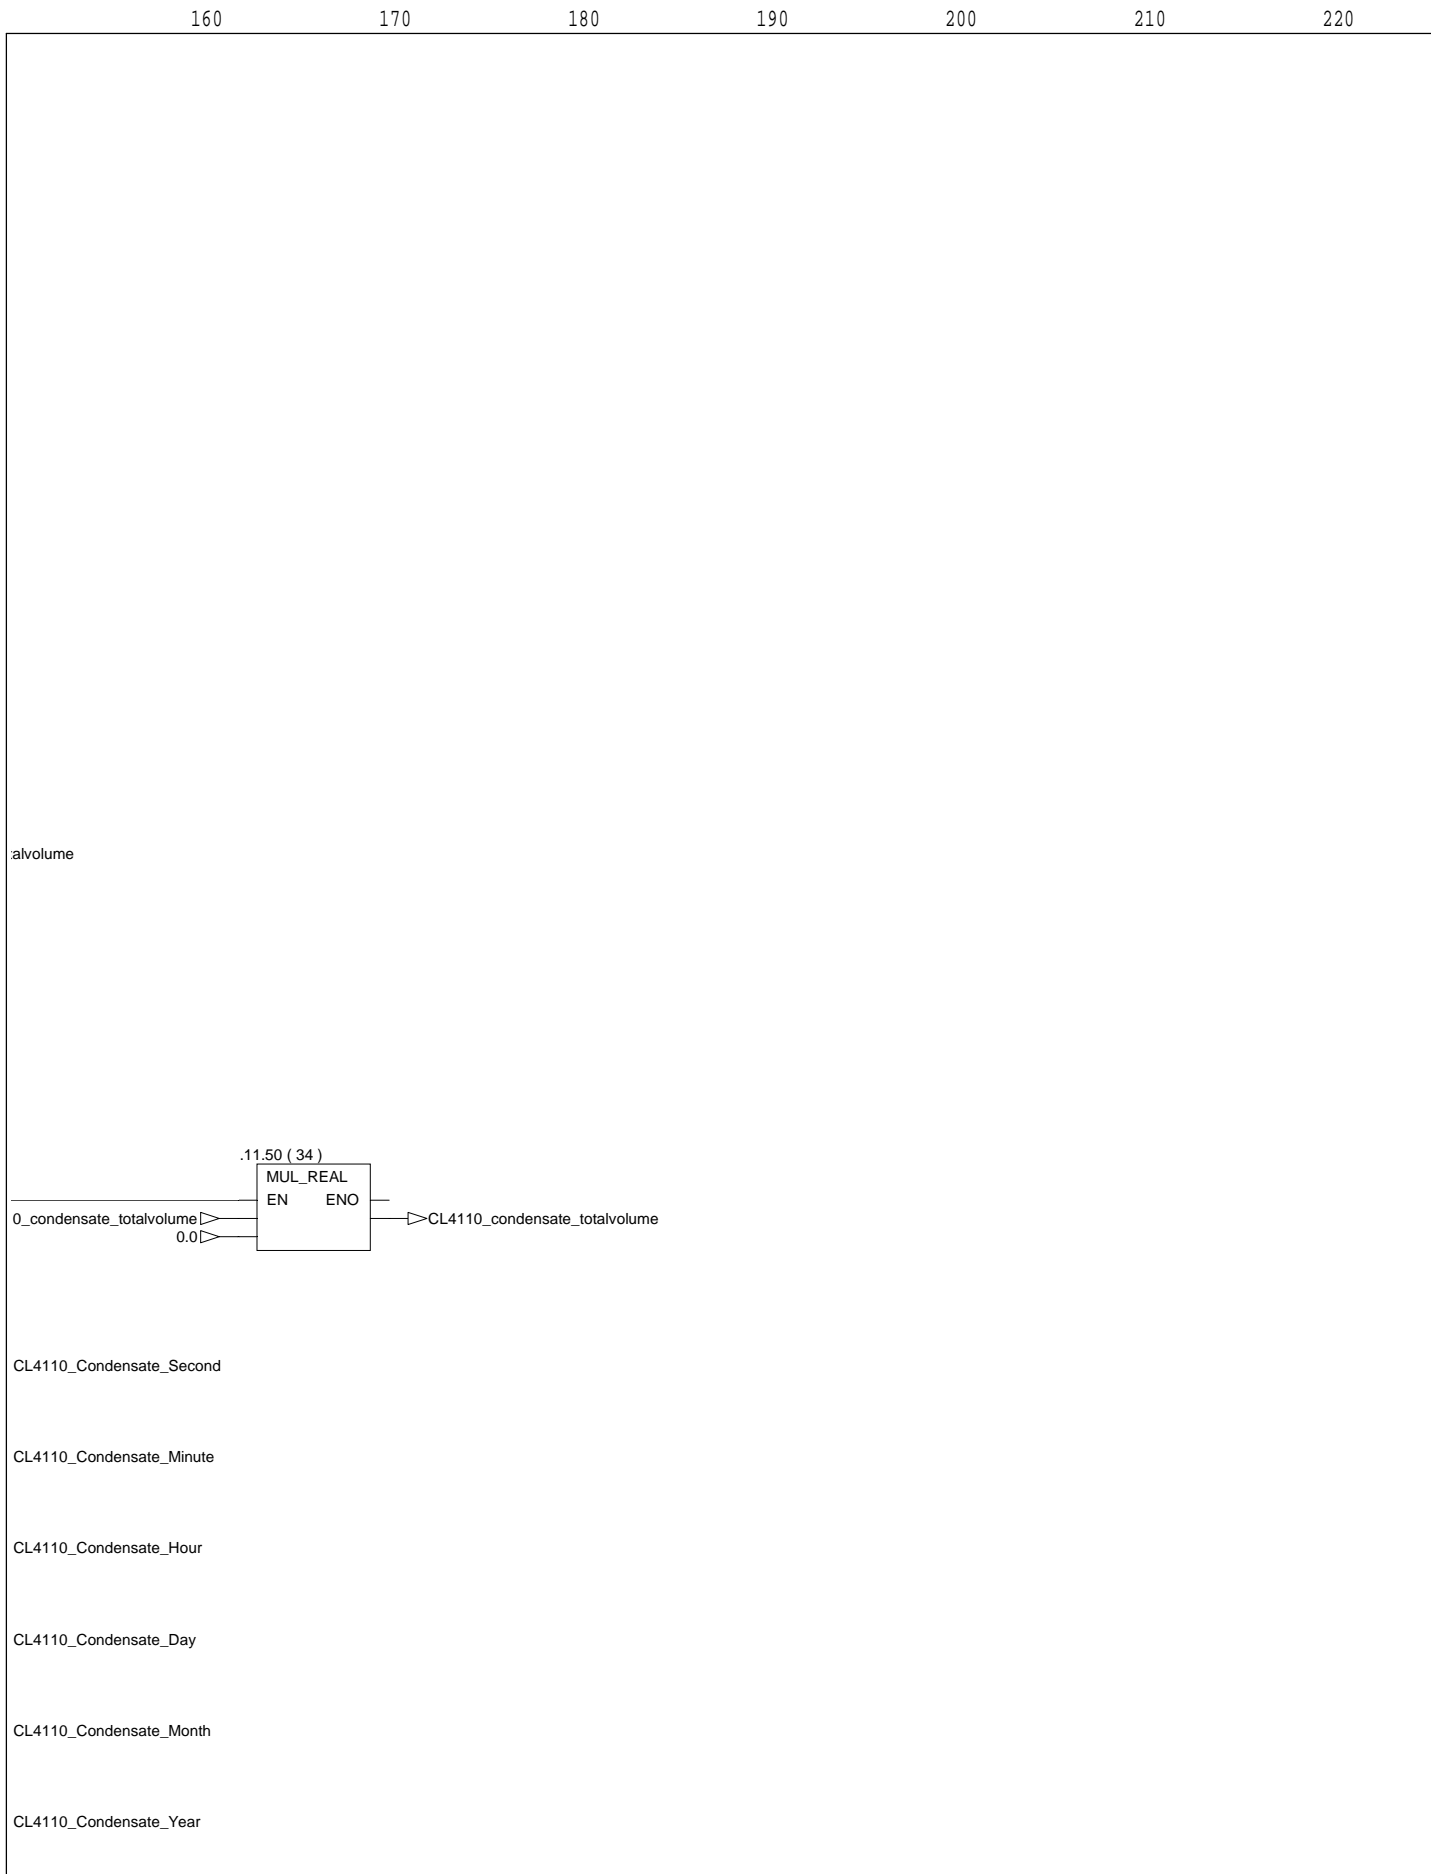 160 170 180 190 200 210 220
alvolume
.11.50 ( 34 )
MUL_REAL
EN ENO
0_condensate_totalvolume CL4110_condensate_totalvolume
0.0
CL4110_Condensate_Second
CL4110_Condensate_Minute
CL4110_Condensate_Hour
CL4110_Condensate_Day
CL4110_Condensate_Month
CL4110_Condensate_Year